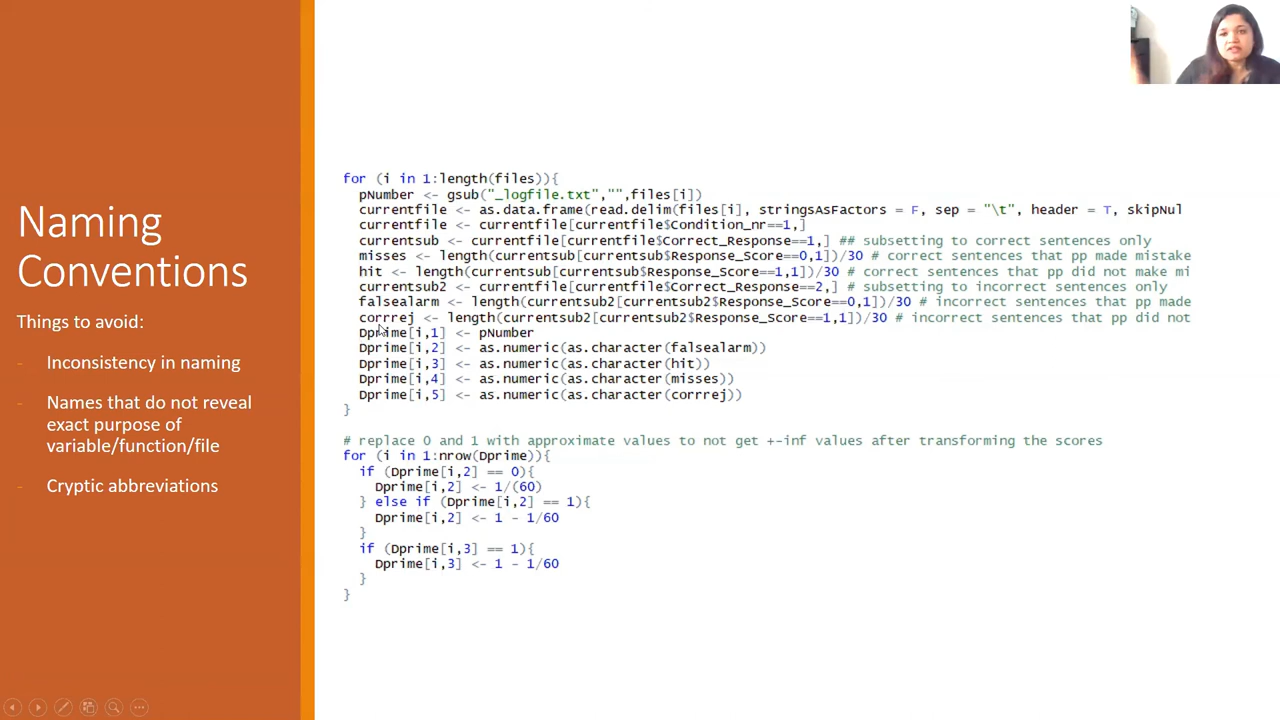 Naming
Conventions
Things to avoid:
- Inconsistency in naming
- Names that do not reveal
exact purpose of
variable/function/file
- Cryptic abbreviations
for (i in 1:length(files)){
pNumber <- gsub("_logfile.txt","",files[i])
currentfile <- as.data.frame(read.delim(files[i], stringsAsFactors = F, sep = "\t", header = T, skipNul
currentfile <- currentfile[currentfile$Condition_nr==1,]
currentsub <- currentfile[currentfile$Correct_Response==1,] ## subsetting to correct sentences only
misses <- length(currentsub[currentsub$Response_Score==0,1])/30 # correct sentences that pp made mistake
hit <- length(currentsub[currentsub$Response_Score==1,1])/30 # correct sentences that pp did not make mi
currentsub2 <- currentfile[currentfile$Correct_Response==2,] # subsetting to incorrect sentences only
falsealarm <- length(currentsub2[currentsub2$Response_Score==0,1])/30 # incorrect sentences that pp made
corrrej <- length(currentsub2[currentsub2$Response_Score==1,1])/30 # incorrect sentences that pp did not
Dprime[i,1] <- pNumber
Dprime[i,2] <- as.numeric(as.character(falsealarm))
Dprime[i,3] <- as.numeric(as.character(hit))
Dprime[i,4] <- as.numeric(as.character(misses))
Dprime[i,5] <- as.numeric(as.character(corrrej))
}
# replace 0 and 1 with approximate values to not get +-inf values after transforming the scores
for (i in 1:nrow(Dprime)){
if (Dprime[i,2] == 0){
Dprime[i,2] <- 1/(60)
} else if (Dprime[i,2] == 1){
Dprime[i,2] <- 1 - 1/60
}
if (Dprime[i,3] == 1){
Dprime[i,3] <- 1 - 1/60
}
}